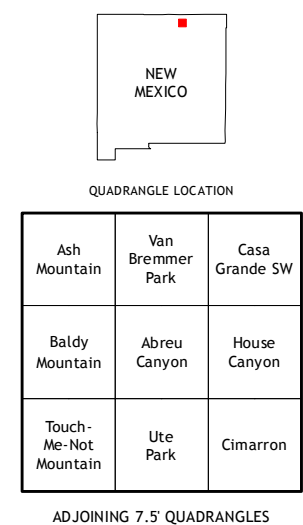 NEW
MEXICO
QUADRANGLE LOCATION
Ash
Mountain
Van
Bremmer
Park
Casa
Grande SW
Baldy
Mountain
Abreu
Canyon
House
Canyon
Touch-
Me-Not
Mountain
Ute
Park
Cimarron
ADJOINING 7.5' QUADRANGLES